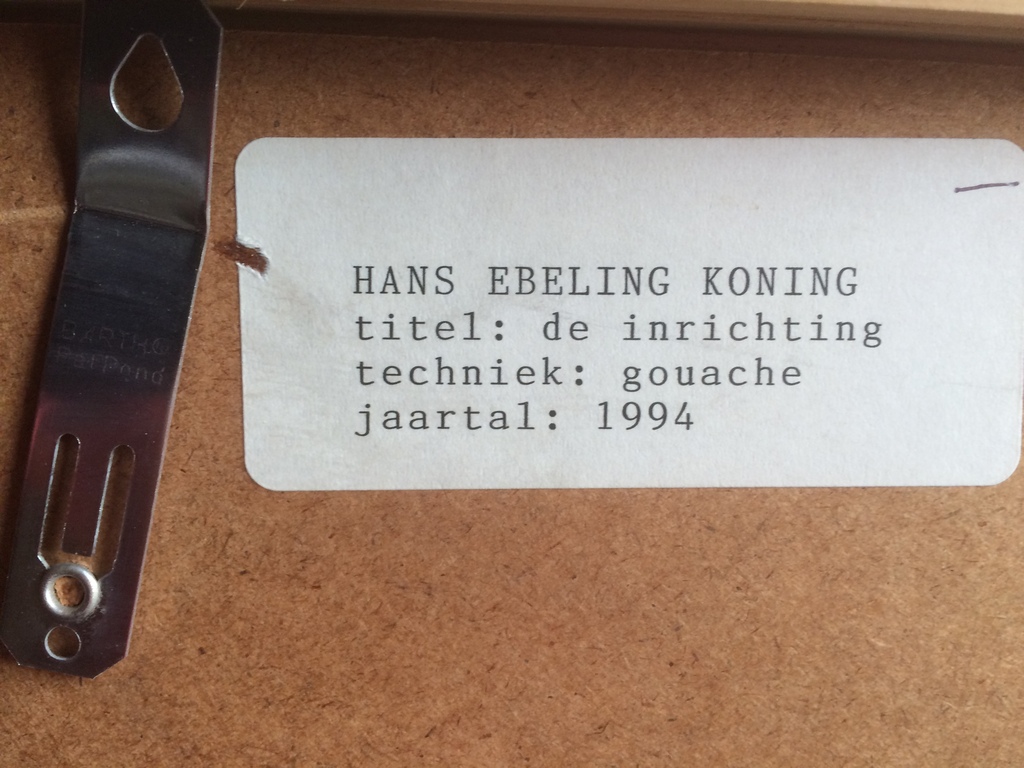 HANS EBELING KONING
titel: de inrichting
techniek: gouache
jaartal: 1994